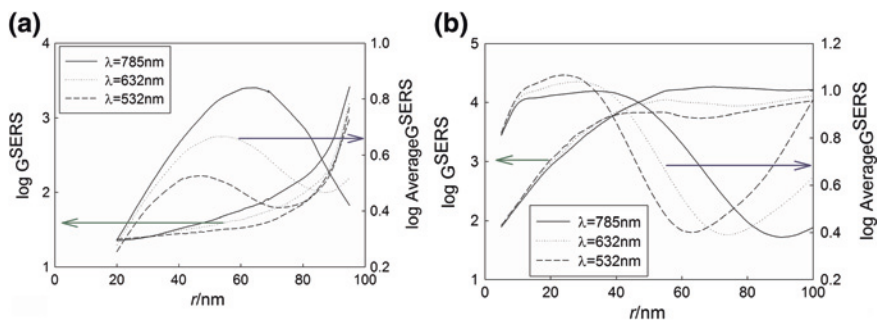 (a)
4
3
2
1
log G^SERS
λ=785nm
λ=632nm
λ=532nm
1.0
0.8
0.6
0.4
0.2
log AverageG^SERS
0 20 40 60 80 100
r/nm
(b)
5
4
3
2
1
log G^SERS
λ=785nm
λ=632nm
λ=532nm
1.2
1.0
0.8
0.6
0.4
0.2
log AverageG^SERS
0 20 40 60 80 100
r/nm